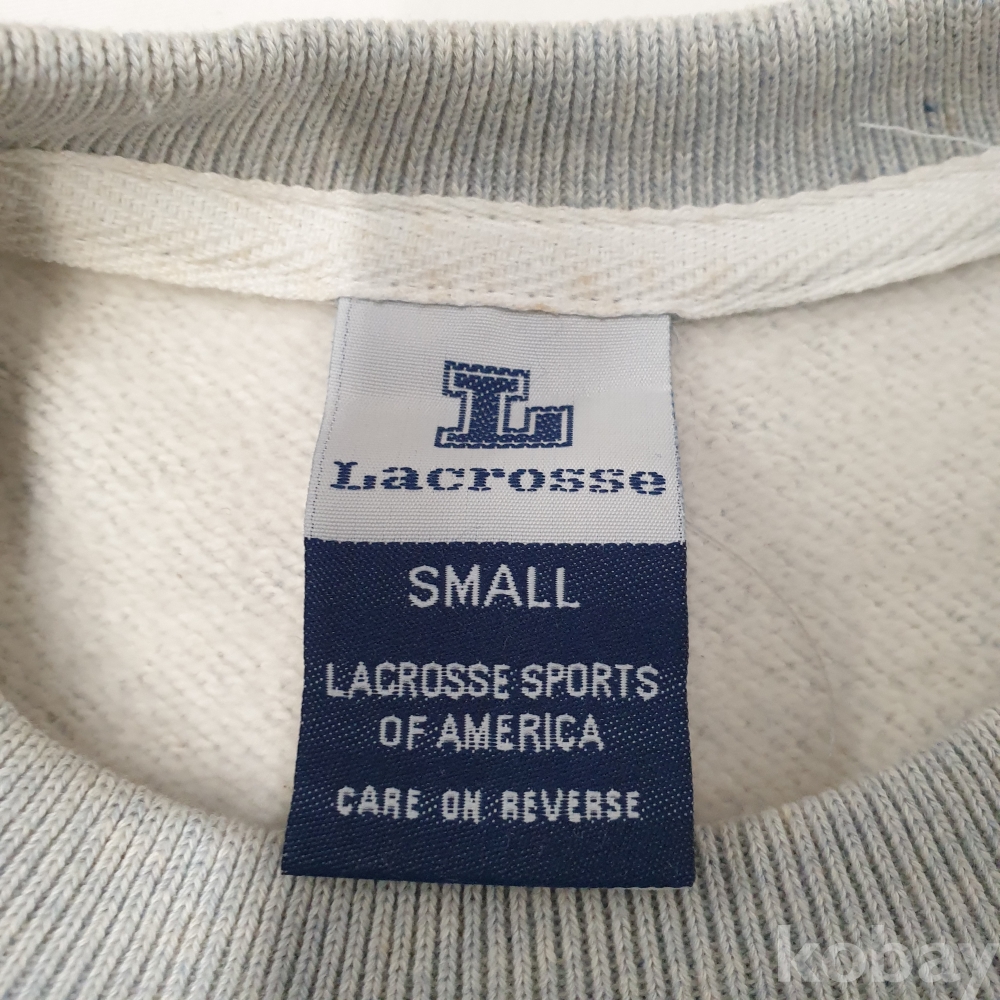 L
Lacrosse
SMALL
LACROSSE SPORTS
OF AMERICA
CARE ON REVERSE
kobay